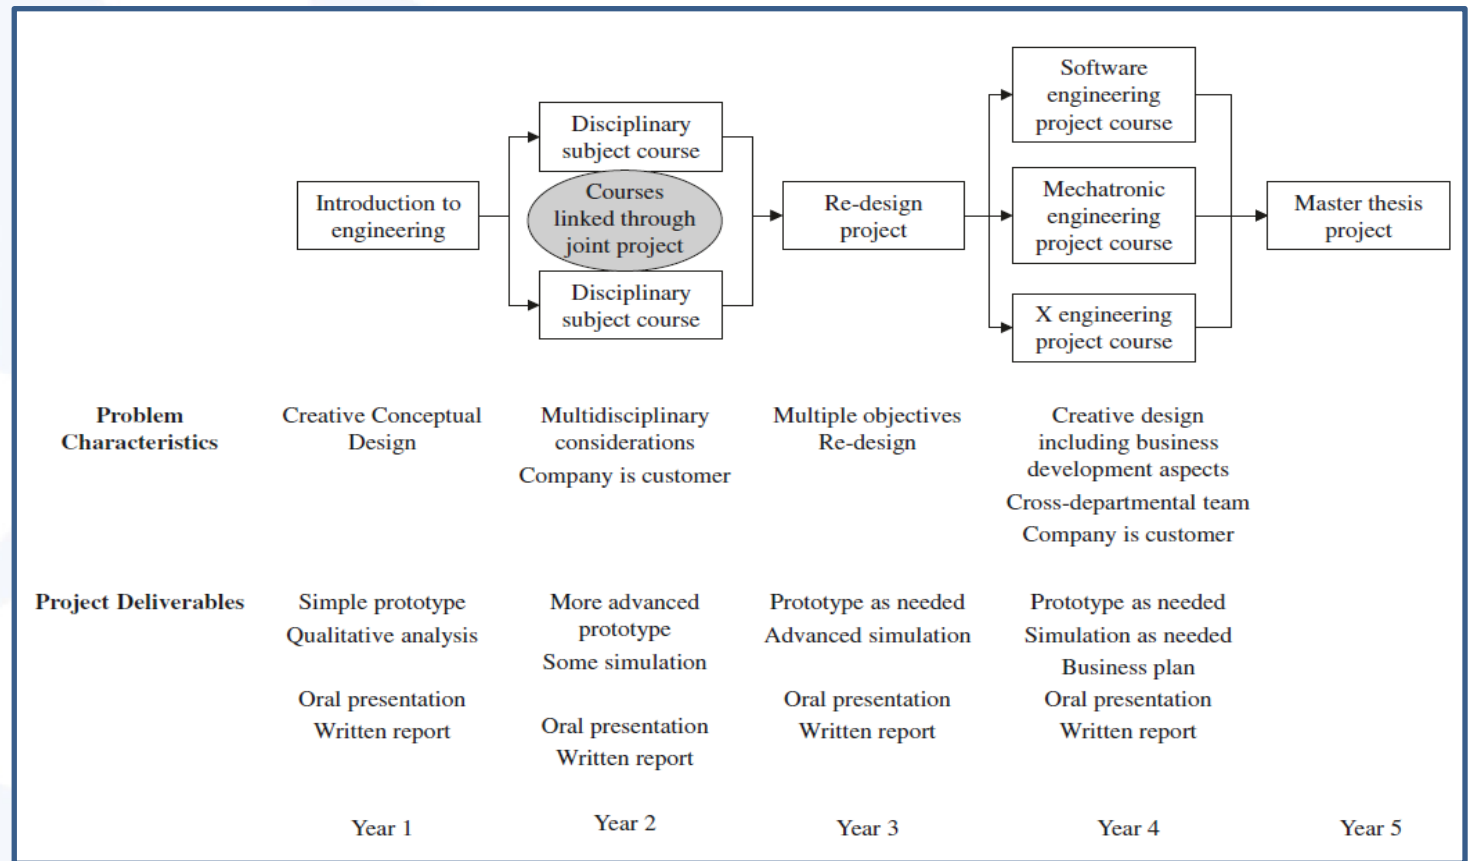 Introduction to
engineering
Disciplinary
subject course
Courses
linked through
joint project
Disciplinary
subject course
Re-design
project
Software
engineering
project course
Mechatronic
engineering
project course
X engineering
project course
Master thesis
project
Problem
Characteristics
Creative Conceptual
Design
Multidisciplinary
considerations
Company is customer
Multiple objectives
Re-design
Creative design
including business
development aspects
Cross-departmental team
Company is customer
Project Deliverables
Simple prototype
Qualitative analysis
Oral presentation
Written report
More advanced
prototype
Some simulation
Oral presentation
Written report
Prototype as needed
Advanced simulation
Oral presentation
Written report
Prototype as needed
Simulation as needed
Business plan
Oral presentation
Written report
Year 1
Year 2
Year 3
Year 4
Year 5